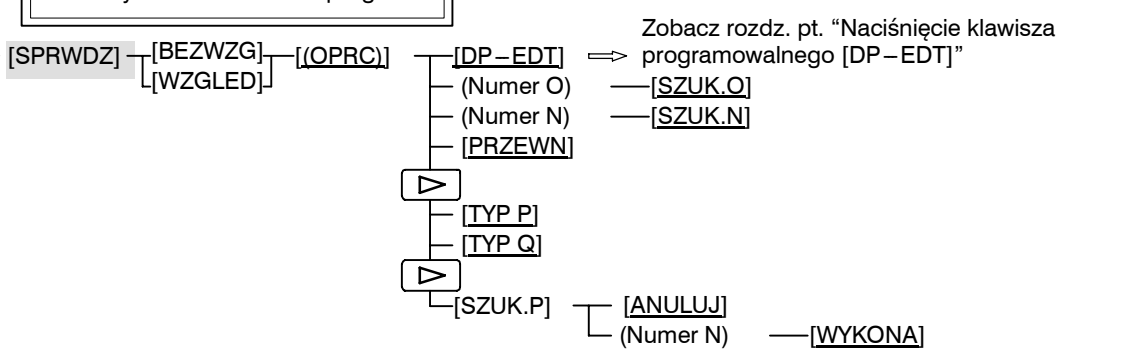 Zobacz rozdz. pt. “Naciśnięcie klawisza
[SPRWDZ] [BEZWZG] [(OPRC)] [DP−EDT] programowalnego [DP−EDT]”
[WZGLED]
(Numer O) [SZUK.O]
(Numer N) [SZUK.N]
[PRZEWN]
[TYP P]
[TYP Q]
[SZUK.P] [ANULUJ]
(Numer N) [WYKONA]